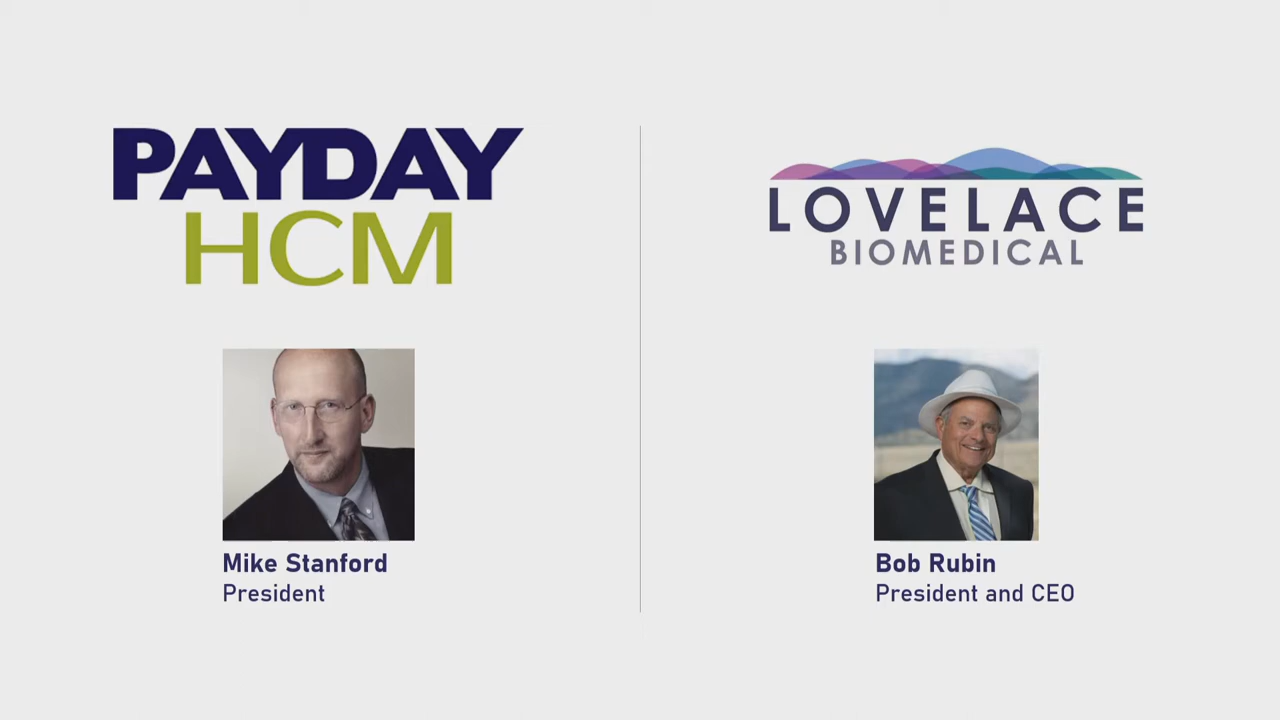 PAYDAY
HCM
Mike Stanford
President
LOVELACE
BIOMEDICAL
Bob Rubin
President and CEO